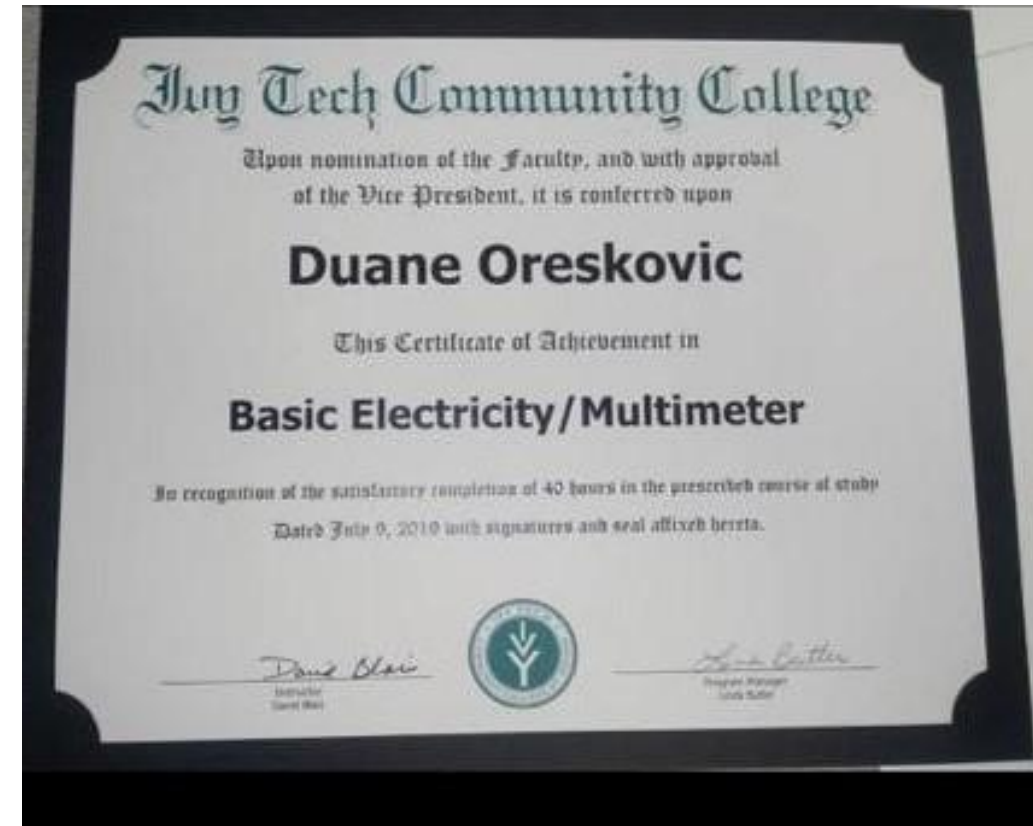 Ivy Tech Community College
Upon nomination of the Faculty, and with approval
of the Vice President, it is conferred upon
Duane Oreskovic
This Certificate of Achievement in
Basic Electricity/Multimeter
In recognition of the satisfactory completion of 40 hours in the prescribed course of study
Dated July 9, 2010 with signatures and seal affixed hereto.
Instructor
Program Manager
Linda Butler